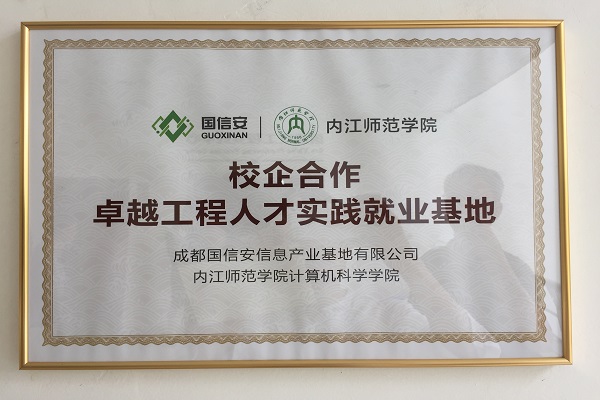 国信安
GUOXINAN
内江师范学院
校企合作
卓越工程人才实践就业基地
成都国信安信息产业基地有限公司
内江师范学院计算机科学学院